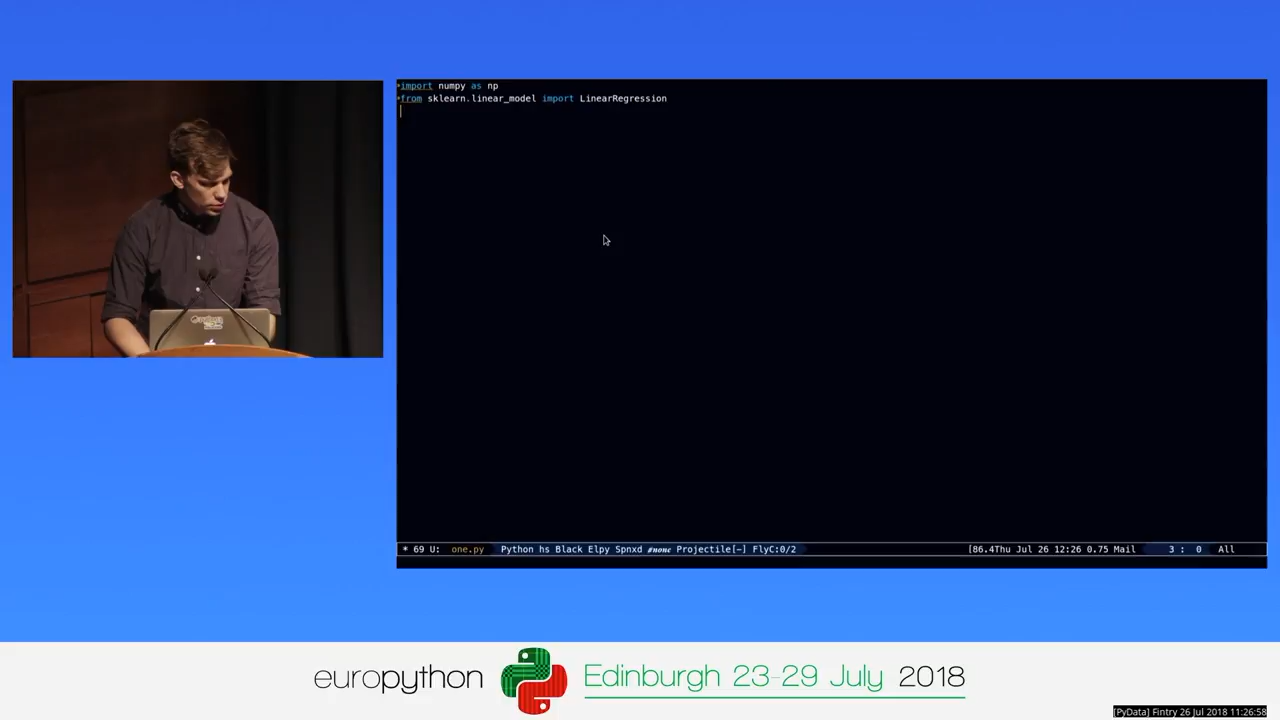 import numpy as np
from sklearn.linear_model import LinearRegression
* 69 U: one.py Python hs Black Elpy Spnxd #none Projectile[-] FlyC:0/2 [86.4Thu Jul 26 12:26 0.75 Mail 3 : 0 All
europython Edinburgh 23-29 July 2018
[PyData] Fintry 26 Jul 2018 11:26:58